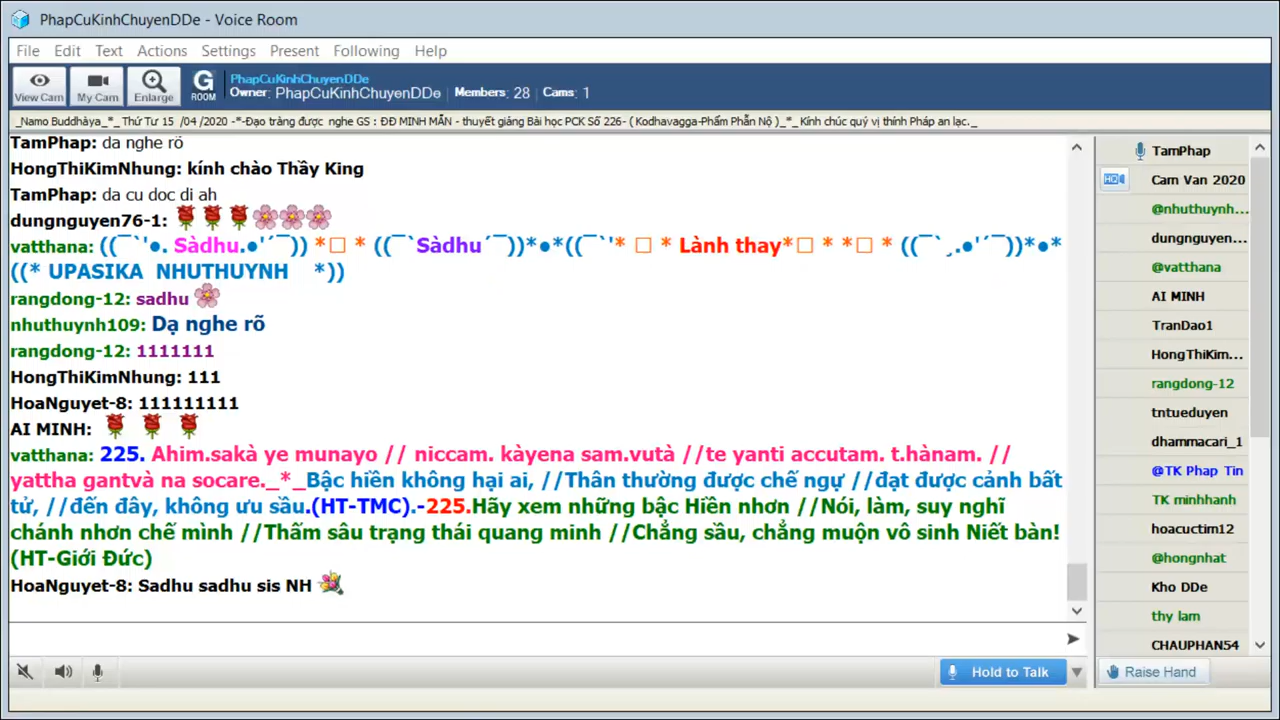 PhapCuKinhChuyenDDe - Voice Room
File Edit Text Actions Settings Present Following Help
View Cam My Cam Enlarge G ROOM
PhapCuKinhChuyenDDe
Owner: PhapCuKinhChuyenDDe Members: 28 Cams: 1
_Namo Buddhàya_*_ Thứ Tư 15 /04 /2020 -*-Đạo tràng được nghe GS : ĐĐ MINH MẪN - thuyết giảng Bài học PCK Số 226- ( Kodhavagga-Phẩm Phẫn Nộ )_*_ Kính chúc quý vị thính Pháp an lạc._
TamPhap: da nghe rõ
HongThiKimNhung: kính chào Thầy King
TamPhap: da cu doc di ah
dungnguyen76-1:
vatthana: ((¯`'●. Sàdhu.●'´¯)) *□ * ((¯`Sàdhu´¯))*●*((¯`'* □ * Lành thay*□ * *□ * ((¯`¸.●'´¯))*●*
((* UPASIKA NHUTHUYNH *))
rangdong-12: sadhu
nhuthuynh109: Dạ nghe rõ
rangdong-12: 1111111
HongThiKimNhung: 111
HoaNguyet-8: 111111111
AI MINH:
vatthana: 225. Ahim.sakà ye munayo // niccam. kàyena sam.vutà //te yanti accutam. t.hànam. //
yattha gantvà na socare._*_Bậc hiền không hại ai, //Thân thường được chế ngự //đạt được cảnh bất
tử, //đến đây, không ưu sầu.(HT-TMC).-225.Hãy xem những bậc Hiền nhơn //Nói, làm, suy nghĩ
chánh nhơn chế mình //Thấm sâu trạng thái quang minh //Chẳng sầu, chẳng muộn vô sinh Niết bàn!
(HT-Giới Đức)
HoaNguyet-8: Sadhu sadhu sis NH
Hold to Talk
TamPhap
HQ Cam Van 2020
@nhuthuynh...
dungnguyen...
@vatthana
AI MINH
TranDao1
HongThiKim...
rangdong-12
tntueduyen
dhammacari_1
@TK Phap Tin
TK minhhanh
hoacuctim12
@hongnhat
Kho DDe
thy lam
CHAUPHAN54
Raise Hand